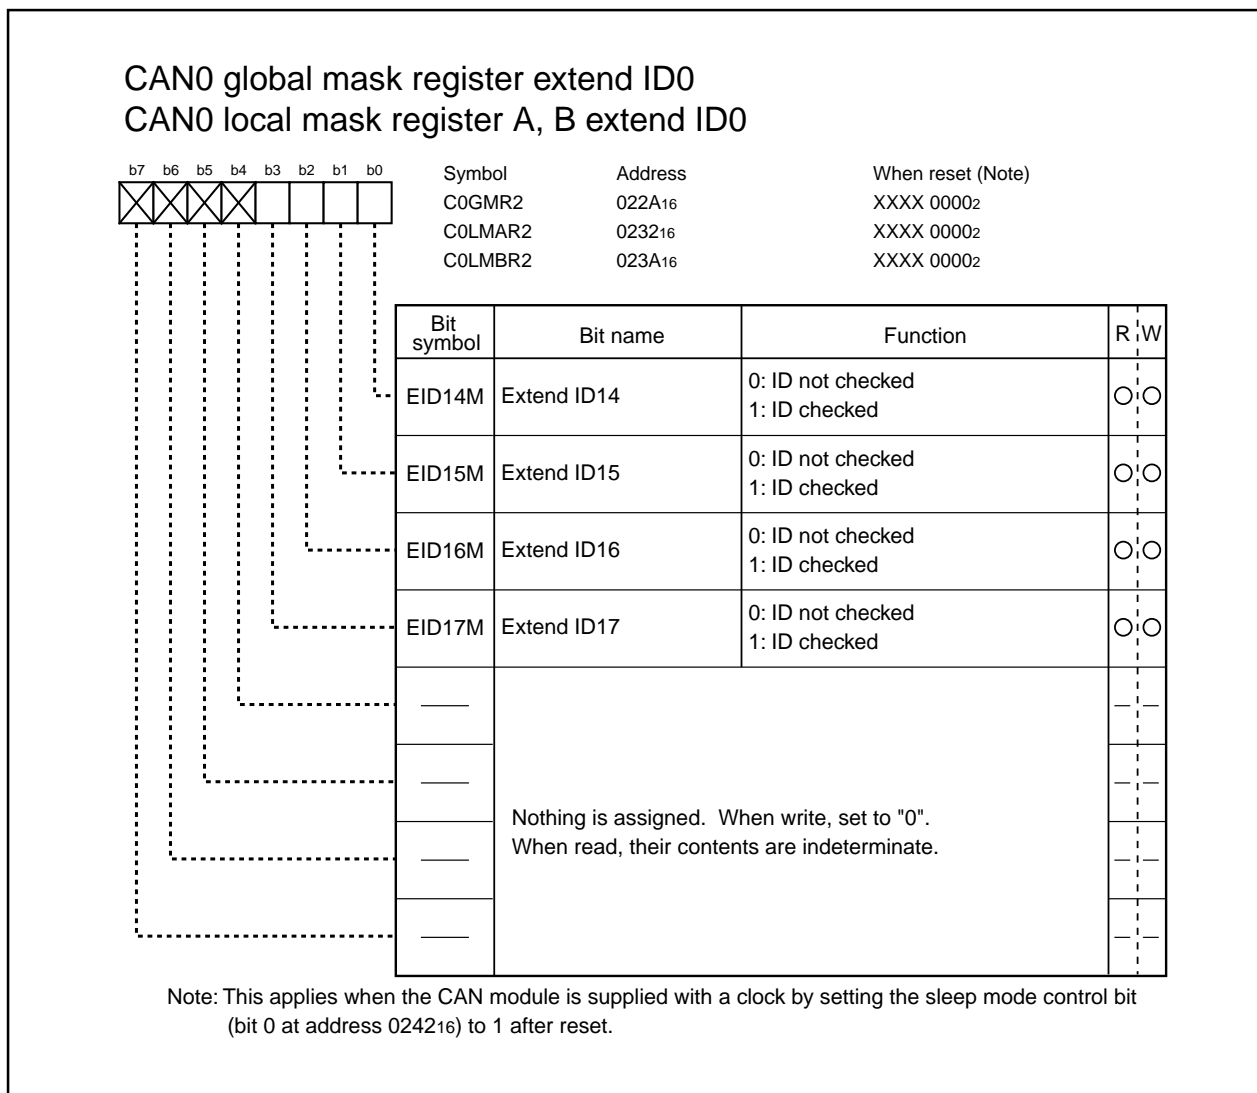 CAN0 global mask register extend ID0
CAN0 local mask register A, B extend ID0
b7 b6 b5 b4 b3 b2 b1 b0
Symbol Address When reset (Note)
C0GMR2 022A16 XXXX 00002
C0LMAR2 023216 XXXX 00002
C0LMBR2 023A16 XXXX 00002
Bit symbol Bit name Function R W
EID14M Extend ID14 0: ID not checked
1: ID checked
EID15M Extend ID15 0: ID not checked
1: ID checked
EID16M Extend ID16 0: ID not checked
1: ID checked
EID17M Extend ID17 0: ID not checked
1: ID checked
Nothing is assigned. When write, set to "0".
When read, their contents are indeterminate.
Note: This applies when the CAN module is supplied with a clock by setting the sleep mode control bit
(bit 0 at address 024216) to 1 after reset.